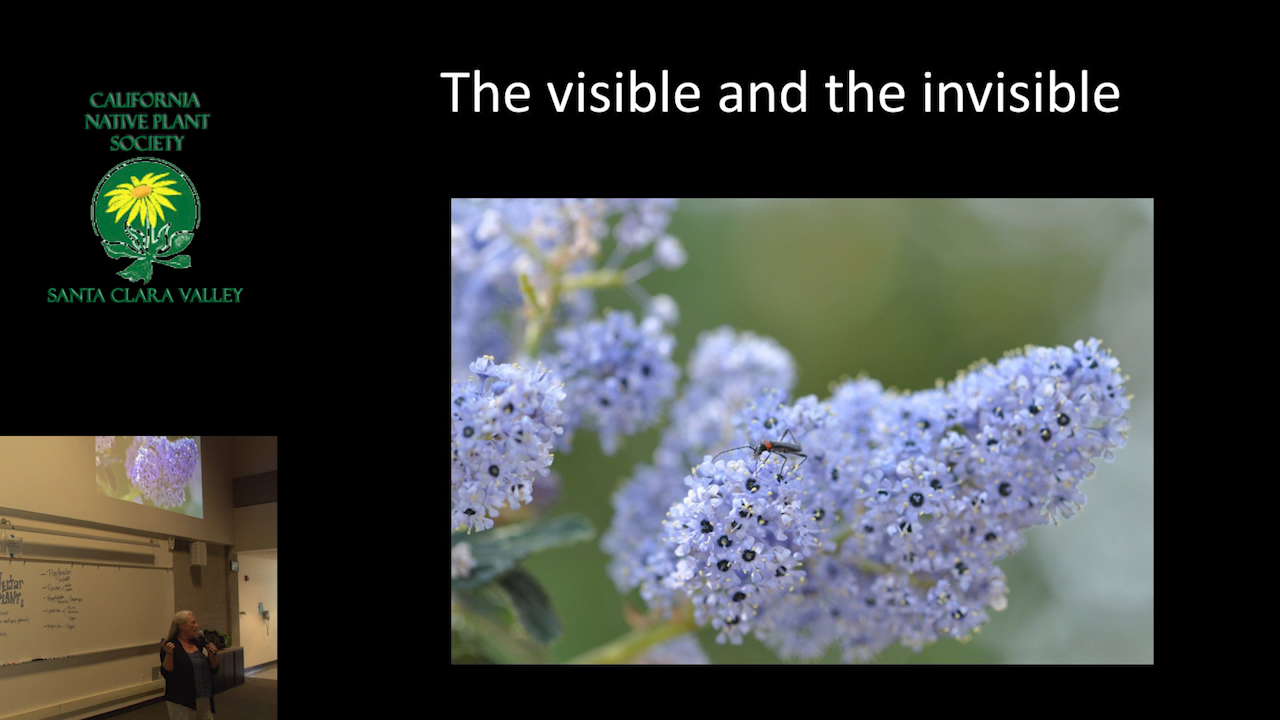 The visible and the invisible
CALIFORNIA
NATIVE PLANT
SOCIETY
SANTA CLARA VALLEY